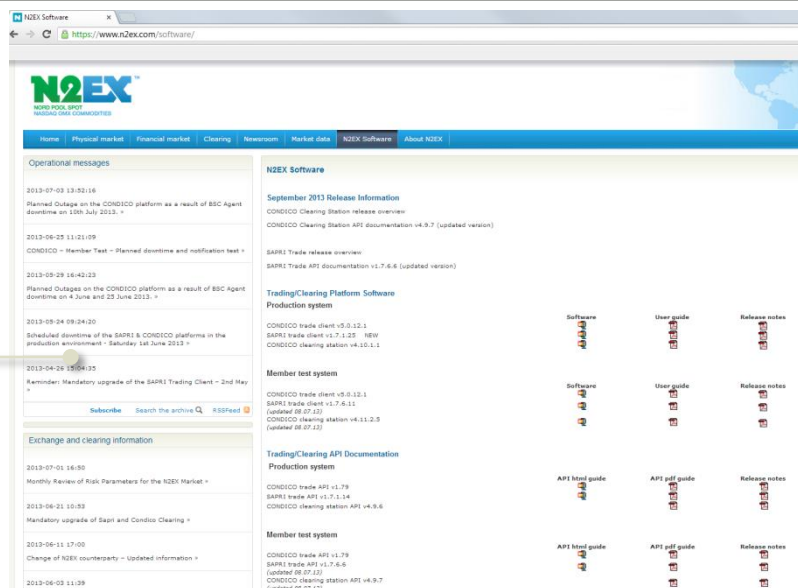 N2EX Software
https://www.n2ex.com/software/
N2EX™
NORD POOL SPOT
NASDAQ OMX COMMODITIES
Home Physical market Financial market Clearing Newsroom Market data N2EX Software About N2EX
Operational messages
2013-07-03 13:52:16
Planned Outage on the CONDICO platform as a result of BSC Agent
downtime on 10th July 2013. »
2013-06-25 11:21:09
CONDICO – Member Test – Planned downtime and notification test »
2013-05-29 16:42:23
Planned Outages on the CONDICO platform as a result of BSC Agent
downtime on 4 June and 25 June 2013. »
2013-05-24 09:24:20
Scheduled downtime of the SAPRI & CONDICO platforms in the
production environment - Saturday 1st June 2013 »
2013-04-26 15:04:35
Reminder: Mandatory upgrade of the SAPRI Trading Client – 2nd May
»
Subscribe Search the archive RSSFeed
Exchange and clearing information
2013-07-01 16:50
Monthly Review of Risk Parameters for the N2EX Market »
2013-06-21 10:53
Mandatory upgrade of Sapri and Condico Clearing »
2013-06-11 17:00
Change of N2EX counterparty – Updated information »
2013-06-03 11:39
N2EX Software
September 2013 Release Information
CONDICO Clearing Station release overview
CONDICO Clearing Station API documentation v4.9.7 (updated version)
SAPRI Trade release overview
SAPRI Trade API documentation v1.7.6.6 (updated version)
Trading/Clearing Platform Software
Production system
Software User guide Release notes
CONDICO trade client v5.0.12.1
SAPRI trade client v1.7.1.25 NEW
CONDICO clearing station v4.10.1.1
Member test system
Software User guide Release notes
CONDICO trade client v5.0.12.1
SAPRI trade client v1.7.6.11
(updated 08.07.13)
CONDICO clearing station v4.11.2.5
(updated 08.07.13)
Trading/Clearing API Documentation
Production system
API html guide API pdf guide Release notes
CONDICO trade API v1.79
SAPRI trade API v1.7.1.14
CONDICO clearing station API v4.9.6
Member test system
API html guide API pdf guide Release notes
CONDICO trade API v1.79
SAPRI trade API v1.7.6.6
(updated 08.07.13)
CONDICO clearing station API v4.9.7